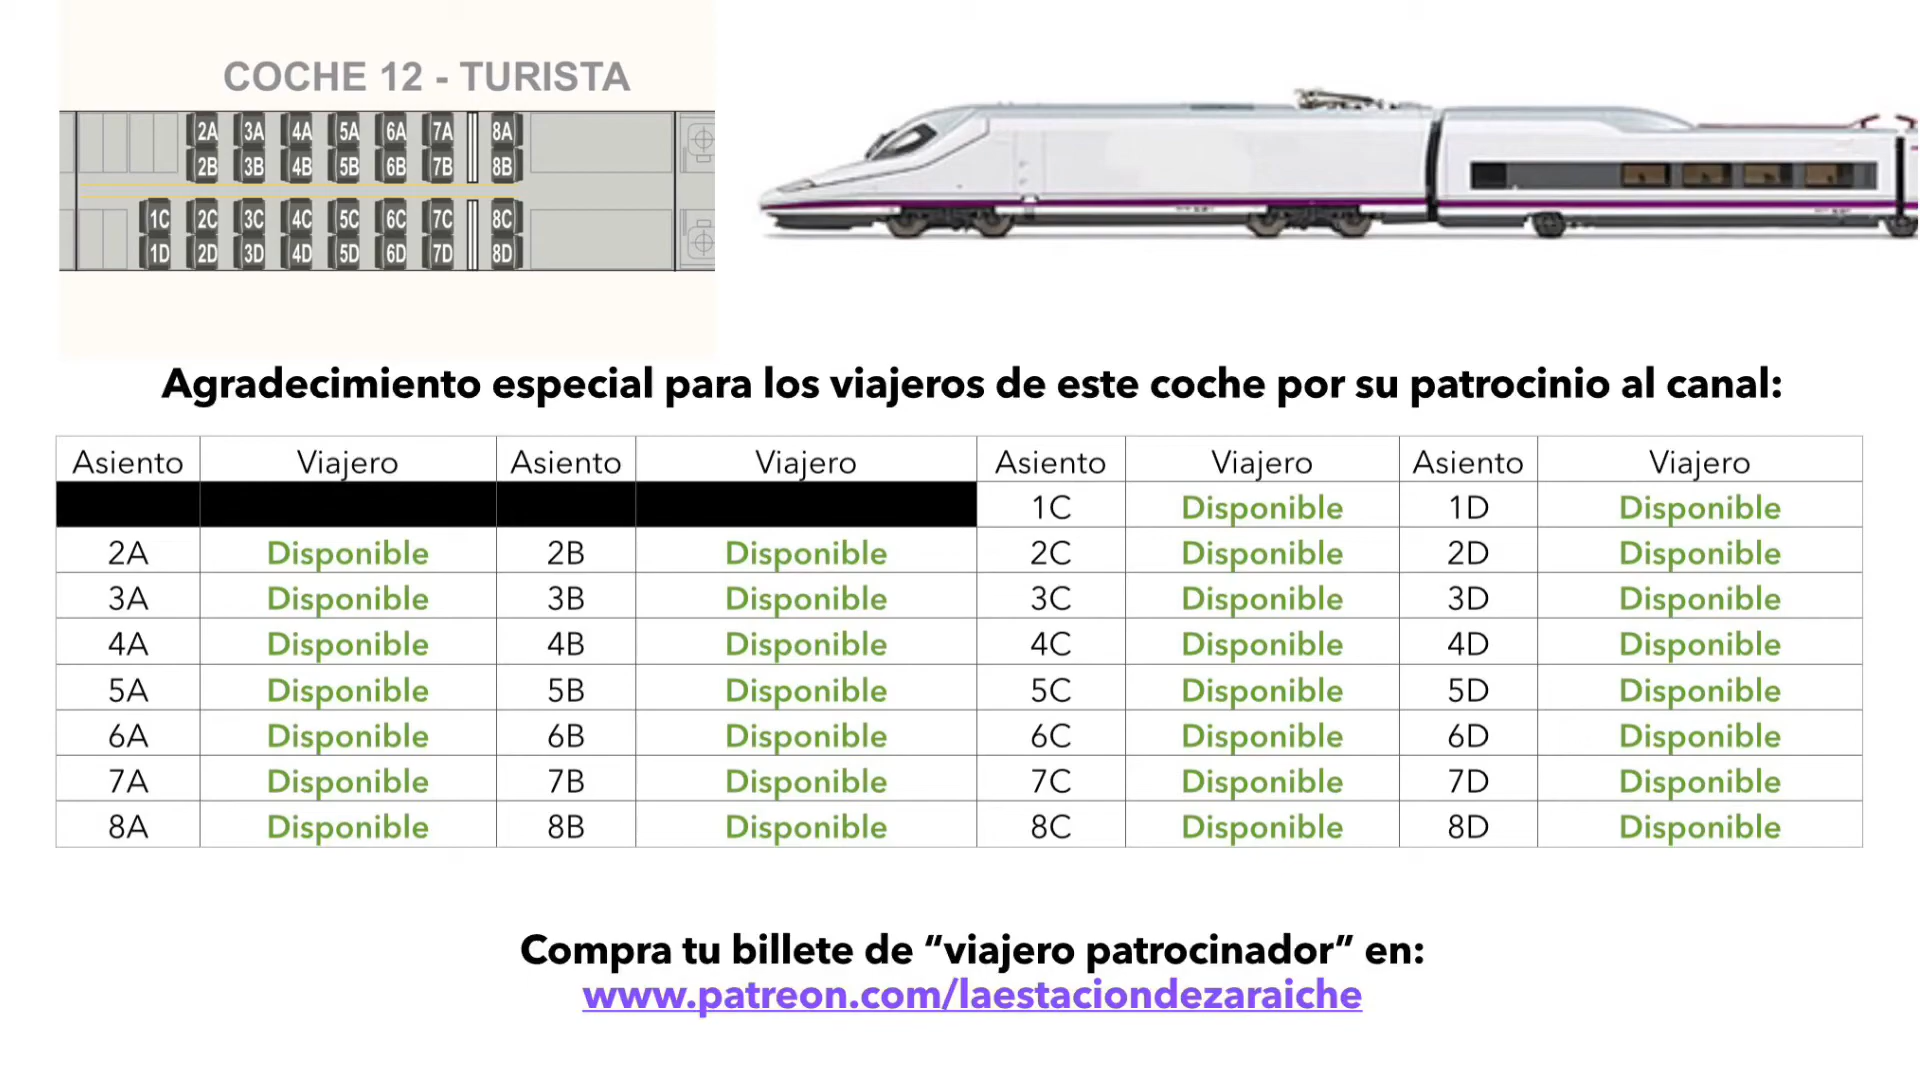 COCHE 12 - TURISTA
2A 3A 4A 5A 6A 7A 8A
2B 3B 4B 5B 6B 7B 8B
1C 2C 3C 4C 5C 6C 7C 8C
1D 2D 3D 4D 5D 6D 7D 8D
Agradecimiento especial para los viajeros de este coche por su patrocinio al canal:
Asiento Viajero Asiento Viajero Asiento Viajero Asiento Viajero
1C Disponible 1D Disponible
2A Disponible 2B Disponible 2C Disponible 2D Disponible
3A Disponible 3B Disponible 3C Disponible 3D Disponible
4A Disponible 4B Disponible 4C Disponible 4D Disponible
5A Disponible 5B Disponible 5C Disponible 5D Disponible
6A Disponible 6B Disponible 6C Disponible 6D Disponible
7A Disponible 7B Disponible 7C Disponible 7D Disponible
8A Disponible 8B Disponible 8C Disponible 8D Disponible
Compra tu billete de “viajero patrocinador” en:
www.patreon.com/laestaciondezaraiche